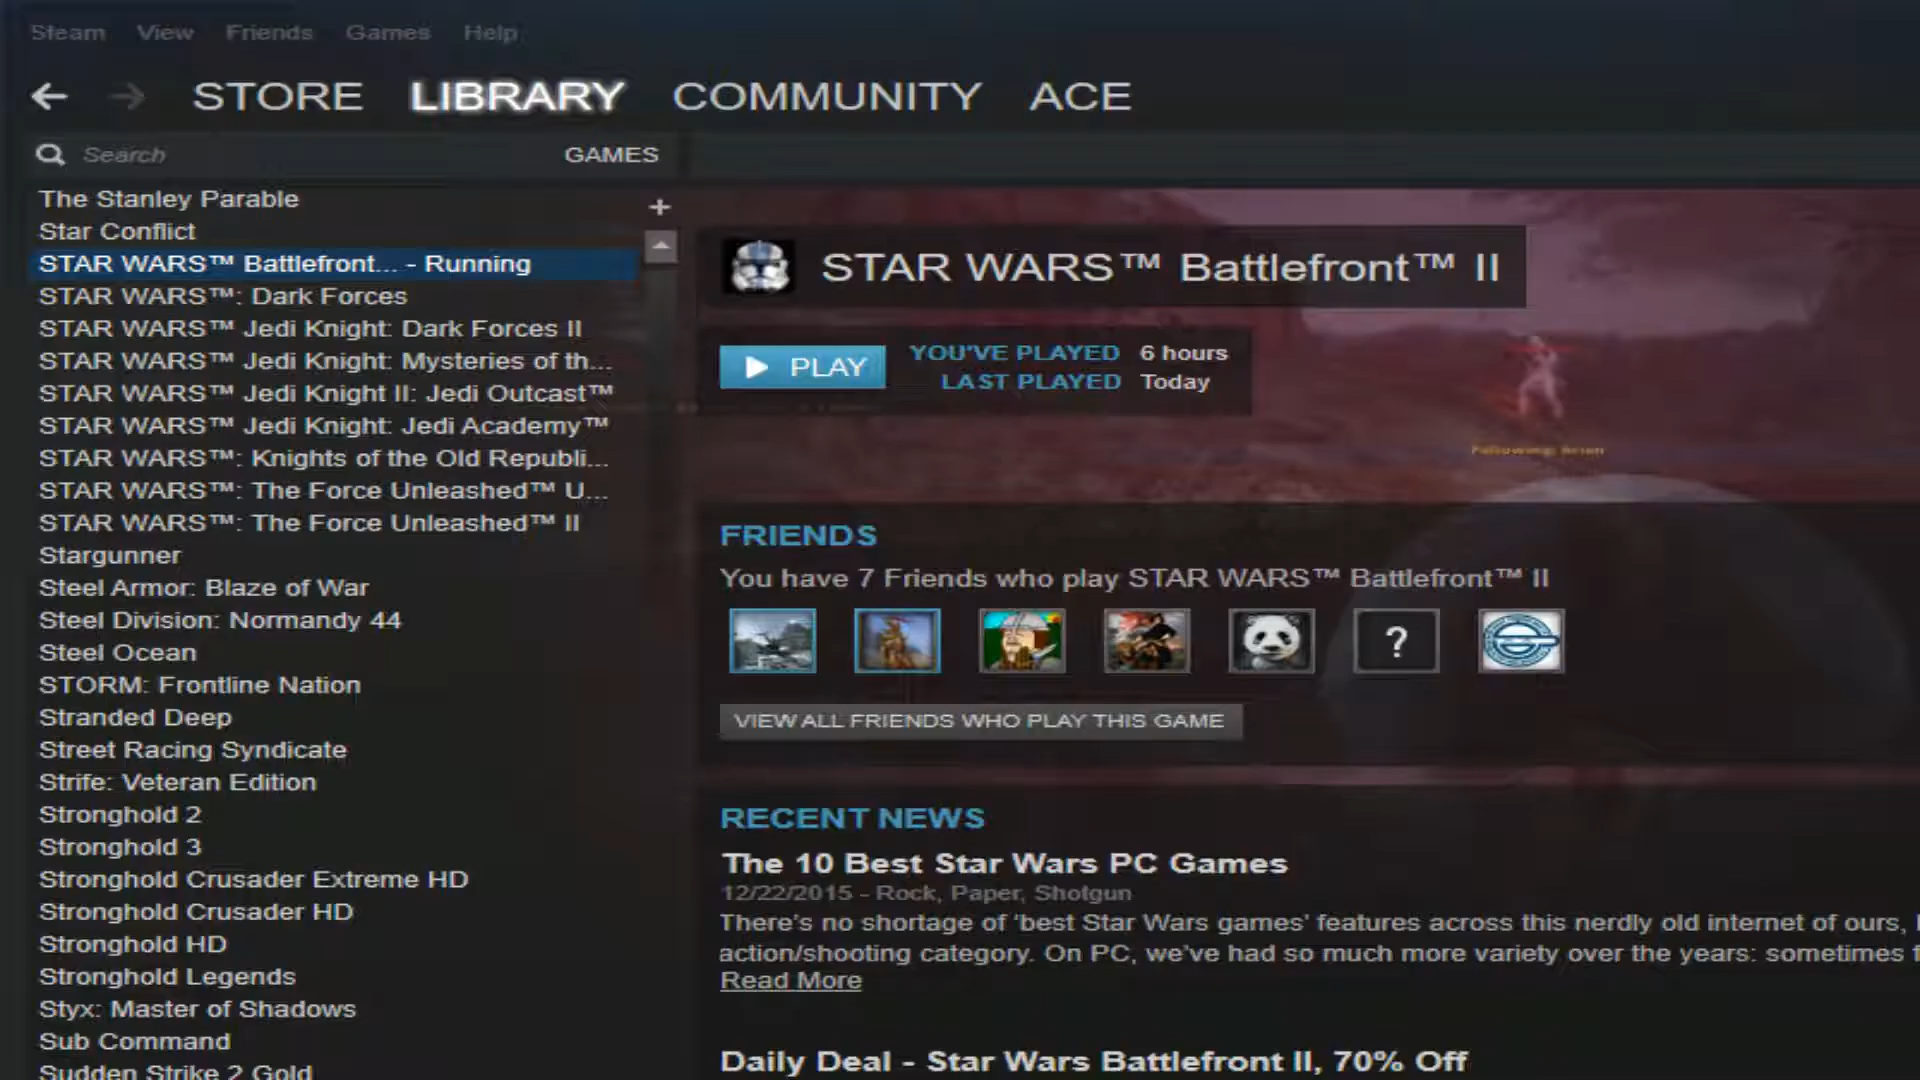 Steam View Friends Games Help
STORE LIBRARY COMMUNITY ACE
Search GAMES
The Stanley Parable
Star Conflict
STAR WARS™ Battlefront... - Running
STAR WARS™: Dark Forces
STAR WARS™ Jedi Knight: Dark Forces II
STAR WARS™ Jedi Knight: Mysteries of th...
STAR WARS™ Jedi Knight II: Jedi Outcast™
STAR WARS™ Jedi Knight: Jedi Academy™
STAR WARS™: Knights of the Old Republi...
STAR WARS™: The Force Unleashed™ U...
STAR WARS™: The Force Unleashed™ II
Stargunner
Steel Armor: Blaze of War
Steel Division: Normandy 44
Steel Ocean
STORM: Frontline Nation
Stranded Deep
Street Racing Syndicate
Strife: Veteran Edition
Stronghold 2
Stronghold 3
Stronghold Crusader Extreme HD
Stronghold Crusader HD
Stronghold HD
Stronghold Legends
Styx: Master of Shadows
Sub Command
Sudden Strike 2 Gold
STAR WARS™ Battlefront™ II
PLAY
YOU'VE PLAYED 6 hours
LAST PLAYED Today
Following:
FRIENDS
You have 7 Friends who play STAR WARS™ Battlefront™ II
?
VIEW ALL FRIENDS WHO PLAY THIS GAME
RECENT NEWS
The 10 Best Star Wars PC Games
12/22/2015 - Rock, Paper, Shotgun
There's no shortage of 'best Star Wars games' features across this nerdly old internet of ours,
action/shooting category. On PC, we've had so much more variety over the years: sometimes
Read More
Daily Deal - Star Wars Battlefront II, 70% Off